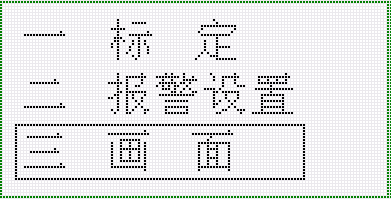 一 标 定
二 报警设置
三 画 面